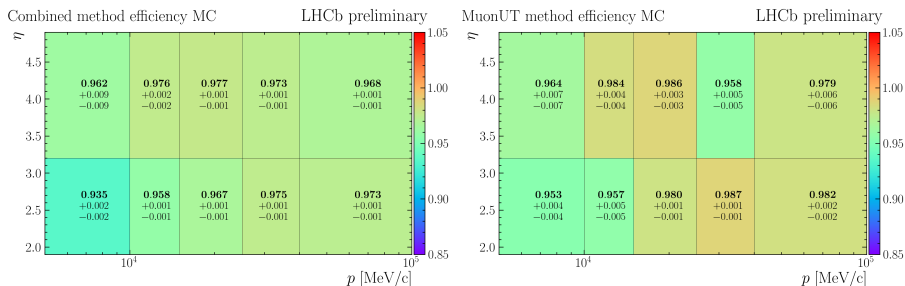 Combined method efficiency MC LHCb preliminary
η
4.5
4.0
3.5
3.0
2.5
2.0
0.962 0.976 0.977 0.973 0.968
+0.009 +0.002 +0.001 +0.001 +0.001
−0.009 −0.002 −0.001 −0.001 −0.001
0.935 0.958 0.967 0.975 0.973
+0.002 +0.001 +0.001 +0.001 +0.001
−0.002 −0.001 −0.001 −0.001 −0.001
10⁴ 10⁵
p [MeV/c]
1.05
1.00
0.95
0.90
0.85
MuonUT method efficiency MC LHCb preliminary
η
4.5
4.0
3.5
3.0
2.5
2.0
0.964 0.984 0.986 0.958 0.979
+0.007 +0.004 +0.003 +0.005 +0.006
−0.007 −0.004 −0.003 −0.005 −0.006
0.953 0.957 0.980 0.987 0.982
+0.004 +0.005 +0.001 +0.001 +0.002
−0.004 −0.005 −0.001 −0.001 −0.002
10⁴ 10⁵
p [MeV/c]
1.05
1.00
0.95
0.90
0.85